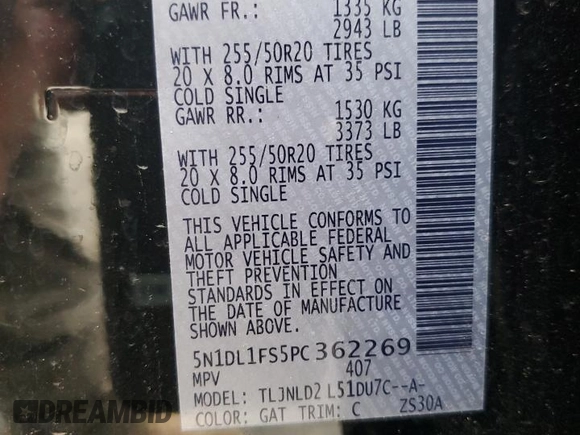 GAWR FR.: 1335 KG
2943 LB
WITH 255/50R20 TIRES
20 X 8.0 RIMS AT 35 PSI
COLD SINGLE
GAWR RR.: 1530 KG
3373 LB
WITH 255/50R20 TIRES
20 X 8.0 RIMS AT 35 PSI
COLD SINGLE
THIS VEHICLE CONFORMS TO
ALL APPLICABLE FEDERAL
MOTOR VEHICLE SAFETY AND
THEFT PREVENTION
STANDARDS IN EFFECT ON
THE DATE OF MANUFACTURE
SHOWN ABOVE.
5N1DL1FS5PC362269
MPV 407
MODEL: TLJNLD2 L51DU7C--A-
COLOR: GAT TRIM: C ZS30A
DREAMBID